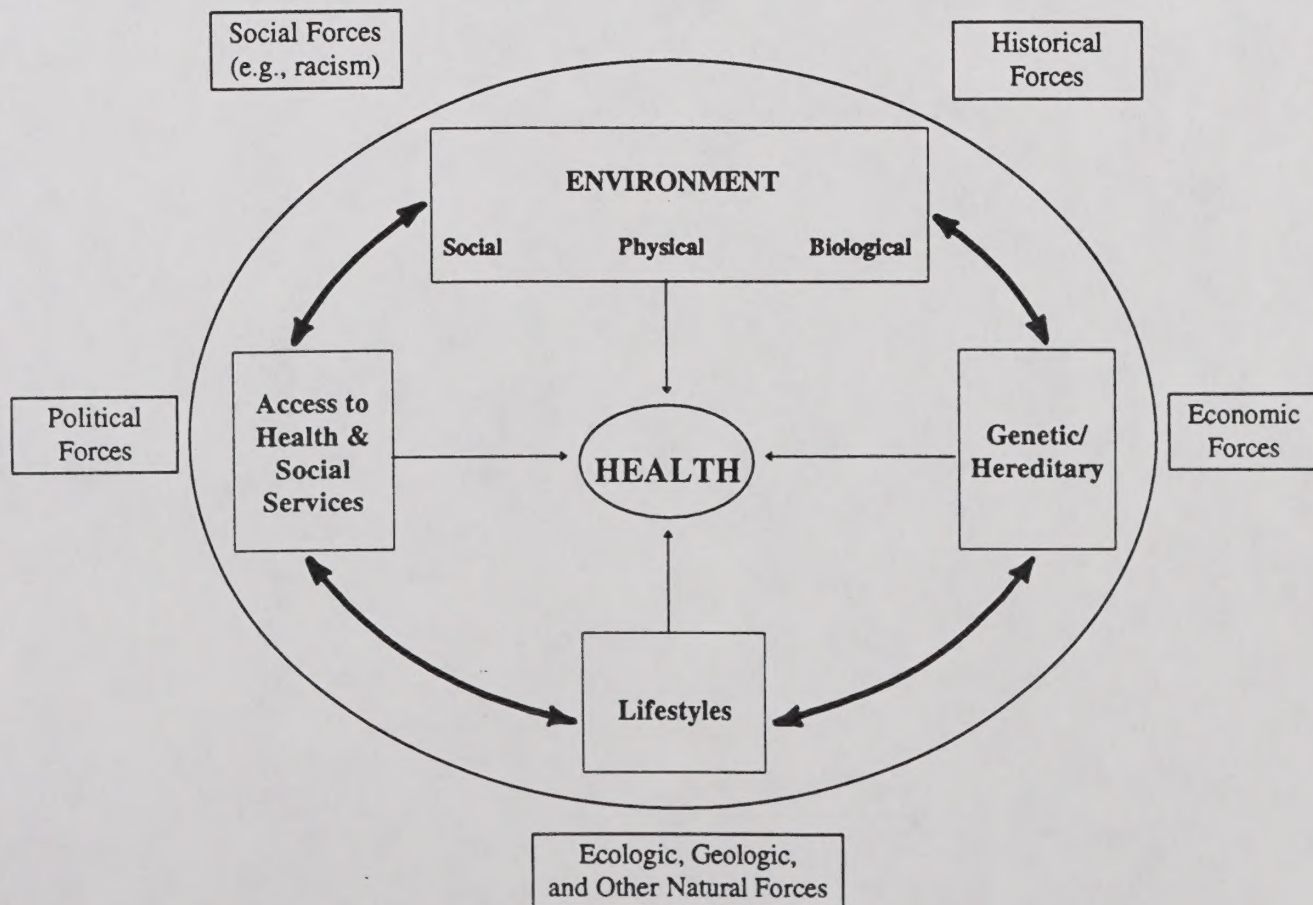 Social Forces
(e.g., racism)
Historical
Forces
ENVIRONMENT
Social Physical Biological
Political
Forces
Access to
Health &
Social
Services
HEALTH
Genetic/
Hereditary
Economic
Forces
Lifestyles
Ecologic, Geologic,
and Other Natural Forces